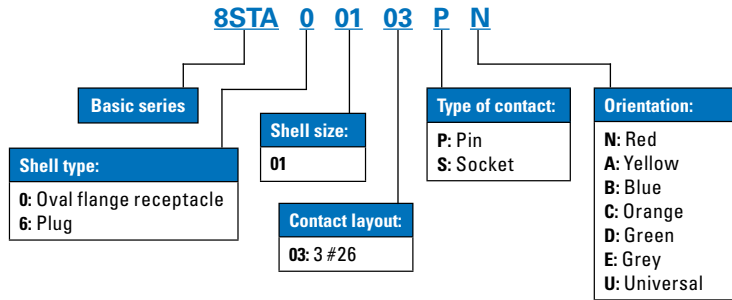 8STA 0 01 03 P N
Basic series
Shell type:
0: Oval flange receptacle
6: Plug
Shell size:
01
Contact layout:
03: 3 #26
Type of contact:
P: Pin
S: Socket
Orientation:
N: Red
A: Yellow
B: Blue
C: Orange
D: Green
E: Grey
U: Universal